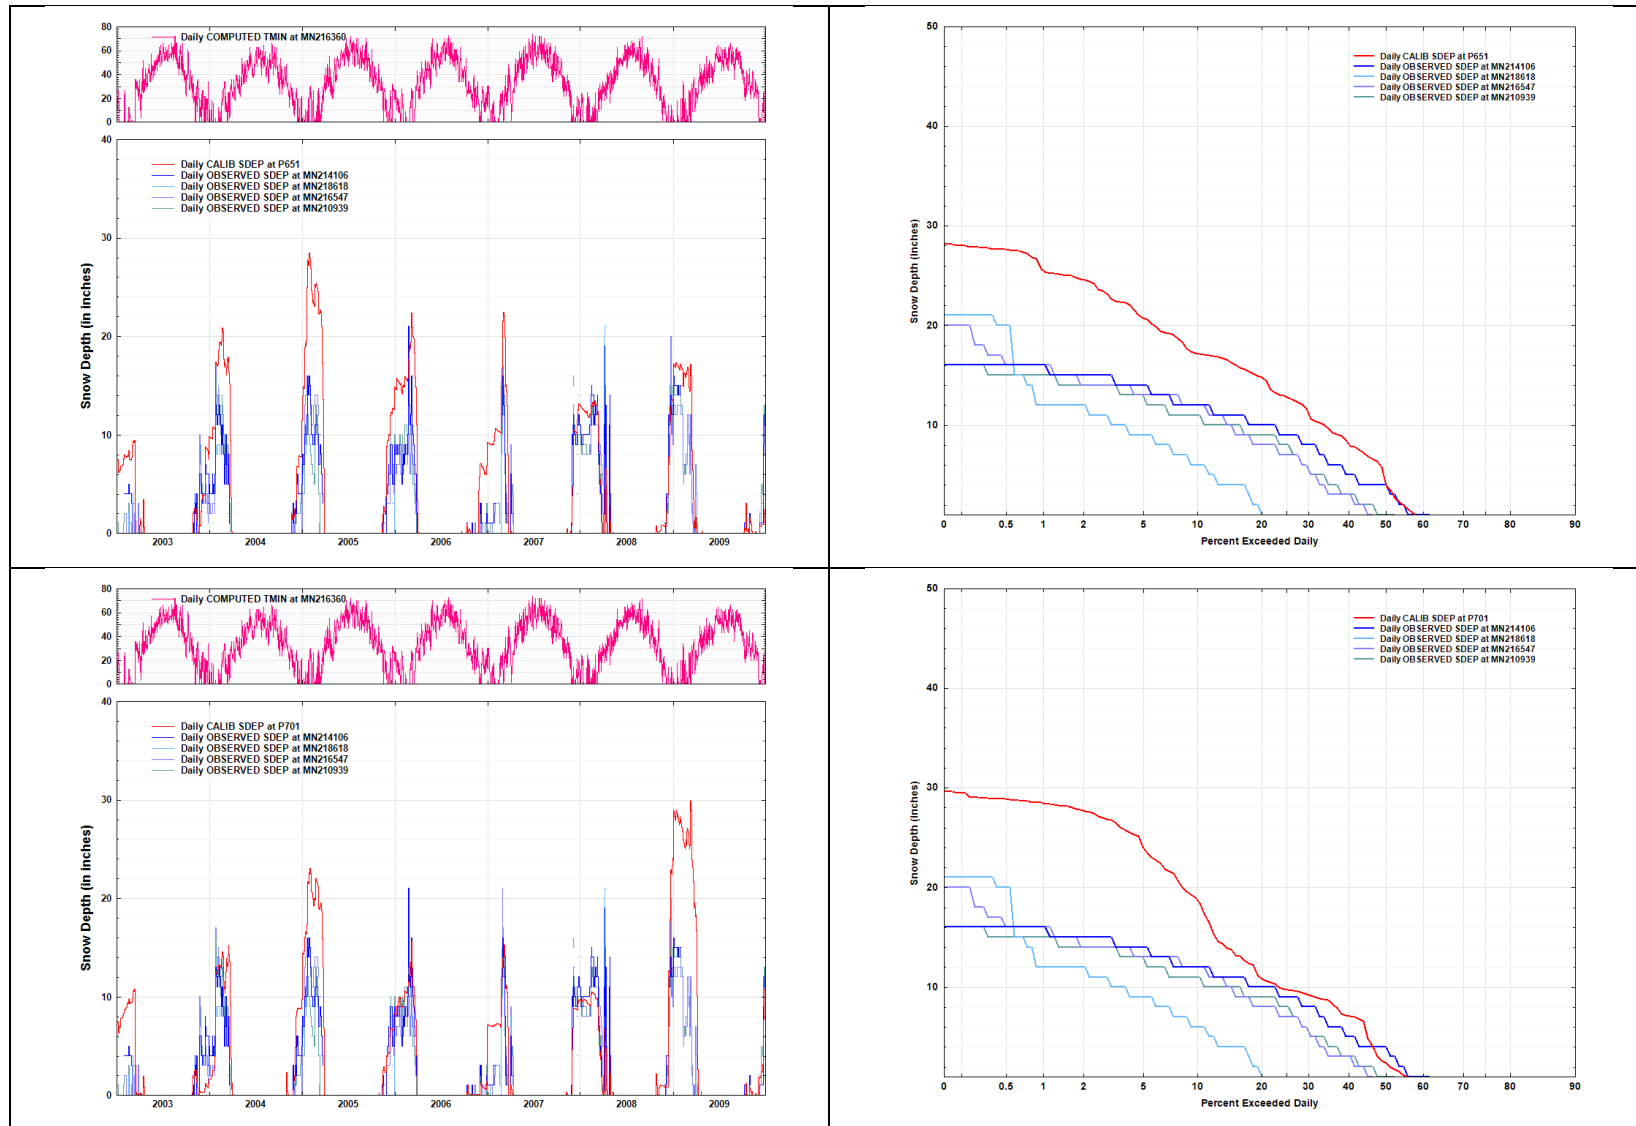 80
60
40
20
0
Daily COMPUTED TMIN at MN216360
40
30
20
10
0
Snow Depth (in inches)
Daily CALIB SDEP at P651
Daily OBSERVED SDEP at MN214106
Daily OBSERVED SDEP at MN218618
Daily OBSERVED SDEP at MN216547
Daily OBSERVED SDEP at MN210939
2003 2004 2005 2006 2007 2008 2009
50
40
30
20
10
Snow Depth (inches)
Daily CALIB SDEP at P651
Daily OBSERVED SDEP at MN214106
Daily OBSERVED SDEP at MN218618
Daily OBSERVED SDEP at MN216547
Daily OBSERVED SDEP at MN210939
0 0.5 1 2 5 10 20 30 40 50 60 70 80 90
Percent Exceeded Daily
80
60
40
20
0
Daily COMPUTED TMIN at MN216360
40
30
20
10
0
Snow Depth (in inches)
Daily CALIB SDEP at P701
Daily OBSERVED SDEP at MN214106
Daily OBSERVED SDEP at MN218618
Daily OBSERVED SDEP at MN216547
Daily OBSERVED SDEP at MN210939
2003 2004 2005 2006 2007 2008 2009
50
40
30
20
10
Snow Depth (inches)
Daily CALIB SDEP at P701
Daily OBSERVED SDEP at MN214106
Daily OBSERVED SDEP at MN218618
Daily OBSERVED SDEP at MN216547
Daily OBSERVED SDEP at MN210939
0 0.5 1 2 5 10 20 30 40 50 60 70 80 90
Percent Exceeded Daily